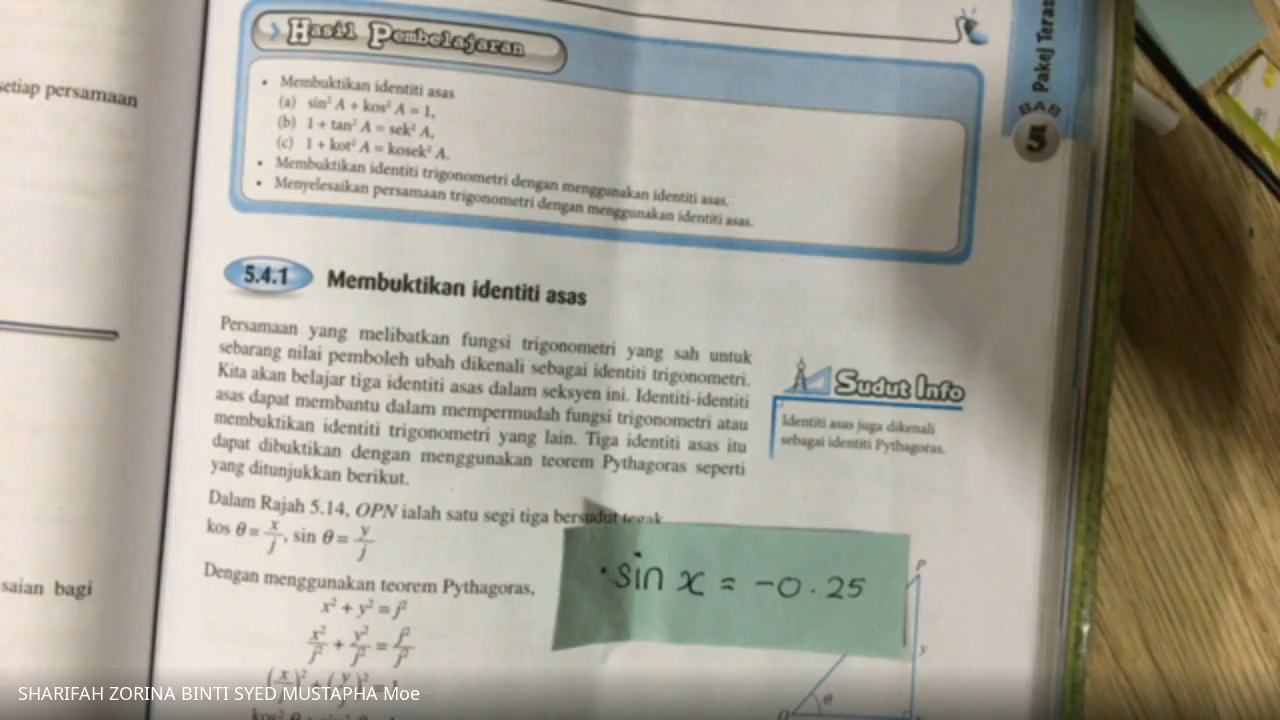 setiap persamaan
Hasil Pembelajaran
• Membuktikan identiti asas
(a) sin² A + kos² A = 1,
(b) 1 + tan² A = sek² A,
(c) 1 + kot² A = kosek² A.
• Membuktikan identiti trigonometri dengan menggunakan identiti asas.
• Menyelesaikan persamaan trigonometri dengan menggunakan identiti asas.
Pakej Teras
BAB
5
5.4.1 Membuktikan identiti asas
Persamaan yang melibatkan fungsi trigonometri yang sah untuk
sebarang nilai pemboleh ubah dikenali sebagai identiti trigonometri.
Kita akan belajar tiga identiti asas dalam seksyen ini. Identiti-identiti
asas dapat membantu dalam mempermudah fungsi trigonometri atau
membuktikan identiti trigonometri yang lain. Tiga identiti asas itu
dapat dibuktikan dengan menggunakan teorem Pythagoras seperti
yang ditunjukkan berikut.
Sudut Info
Identiti asas juga dikenali
sebagai identiti Pythagoras.
Dalam Rajah 5.14, OPN ialah satu segi tiga bersudut tegak
kos θ = x/j, sin θ = y/j
Dengan menggunakan teorem Pythagoras,
x² + y² = j²
x²/j² + y²/j² = j²/j²
• sin x = -0.25
P
y
θ
saian bagi
SHARIFAH ZORINA BINTI SYED MUSTAPHA Moe